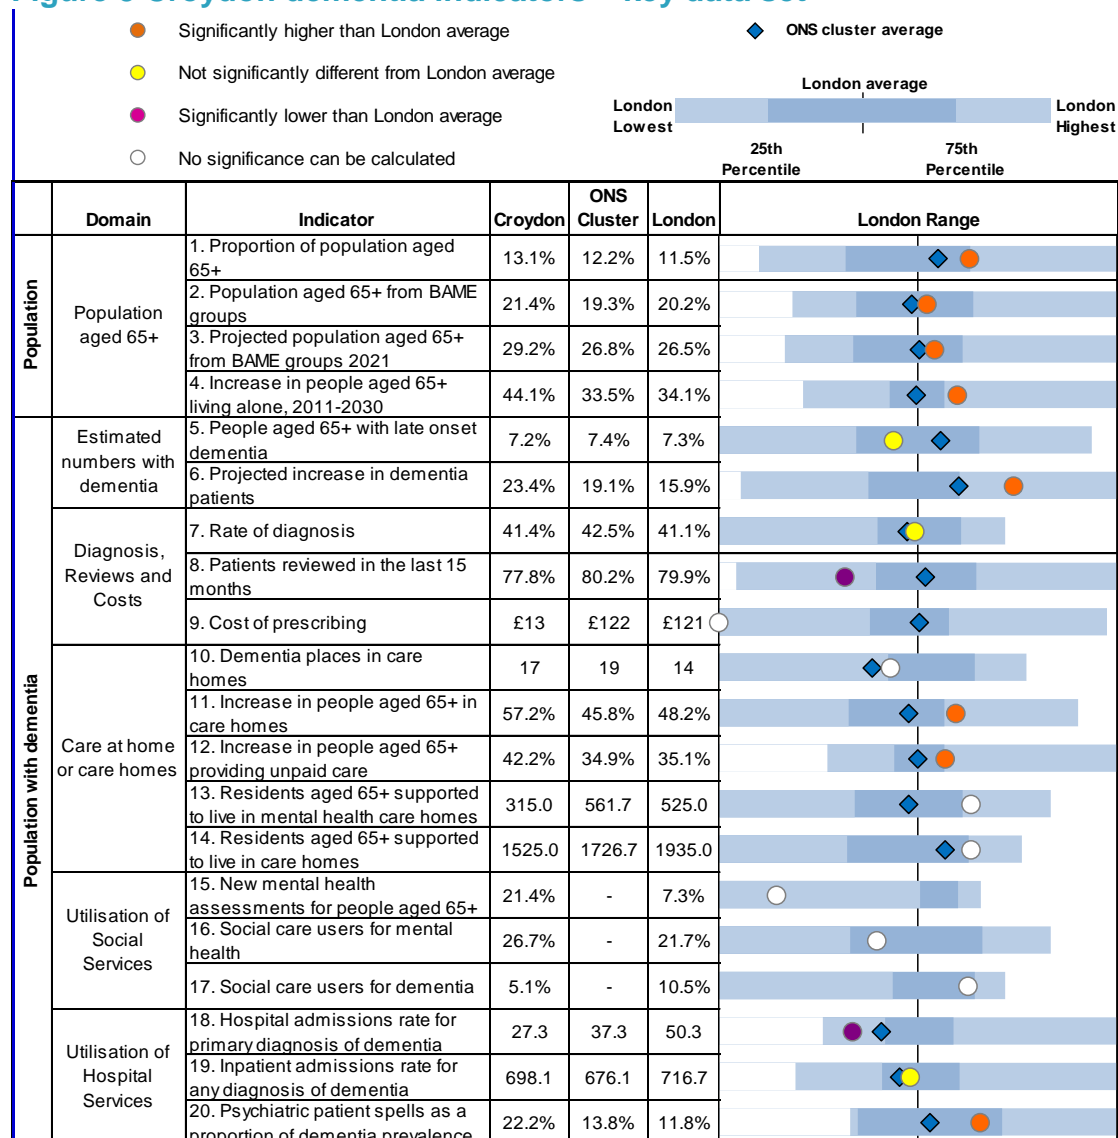 Figure 3 Croydon dementia indicators – key data set
Significantly higher than London average
ONS cluster average
Not significantly different from London average
London average
Significantly lower than London average
London Lowest
London Highest
No significance can be calculated
25th Percentile
75th Percentile
Domain Indicator Croydon ONS Cluster London London Range
Population
Population aged 65+
1. Proportion of population aged 65+ 13.1% 12.2% 11.5%
2. Population aged 65+ from BAME groups 21.4% 19.3% 20.2%
3. Projected population aged 65+ from BAME groups 2021 29.2% 26.8% 26.5%
4. Increase in people aged 65+ living alone, 2011-2030 44.1% 33.5% 34.1%
Population with dementia
Estimated numbers with dementia
5. People aged 65+ with late onset dementia 7.2% 7.4% 7.3%
6. Projected increase in dementia patients 23.4% 19.1% 15.9%
Diagnosis, Reviews and Costs
7. Rate of diagnosis 41.4% 42.5% 41.1%
8. Patients reviewed in the last 15 months 77.8% 80.2% 79.9%
9. Cost of prescribing £13 £122 £121
Care at home or care homes
10. Dementia places in care homes 17 19 14
11. Increase in people aged 65+ in care homes 57.2% 45.8% 48.2%
12. Increase in people aged 65+ providing unpaid care 42.2% 34.9% 35.1%
13. Residents aged 65+ supported to live in mental health care homes 315.0 561.7 525.0
14. Residents aged 65+ supported to live in care homes 1525.0 1726.7 1935.0
Utilisation of Social Services
15. New mental health assessments for people aged 65+ 21.4% - 7.3%
16. Social care users for mental health 26.7% - 21.7%
17. Social care users for dementia 5.1% - 10.5%
Utilisation of Hospital Services
18. Hospital admissions rate for primary diagnosis of dementia 27.3 37.3 50.3
19. Inpatient admissions rate for any diagnosis of dementia 698.1 676.1 716.7
20. Psychiatric patient spells as a proportion of dementia prevalence 22.2% 13.8% 11.8%